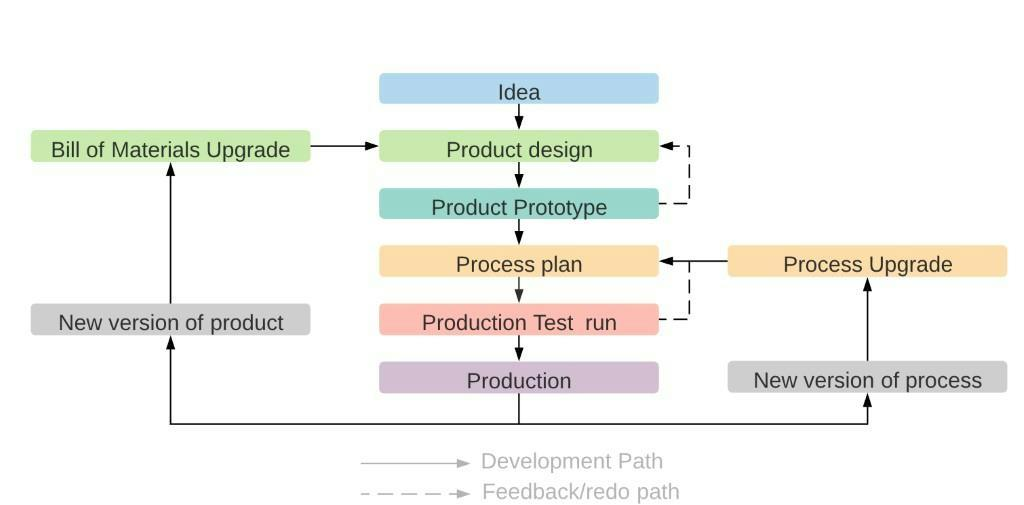 Idea
Bill of Materials Upgrade
Product design
Product Prototype
Process plan
Process Upgrade
New version of product
Production Test  run
Production
New version of process
Development Path
Feedback/redo path